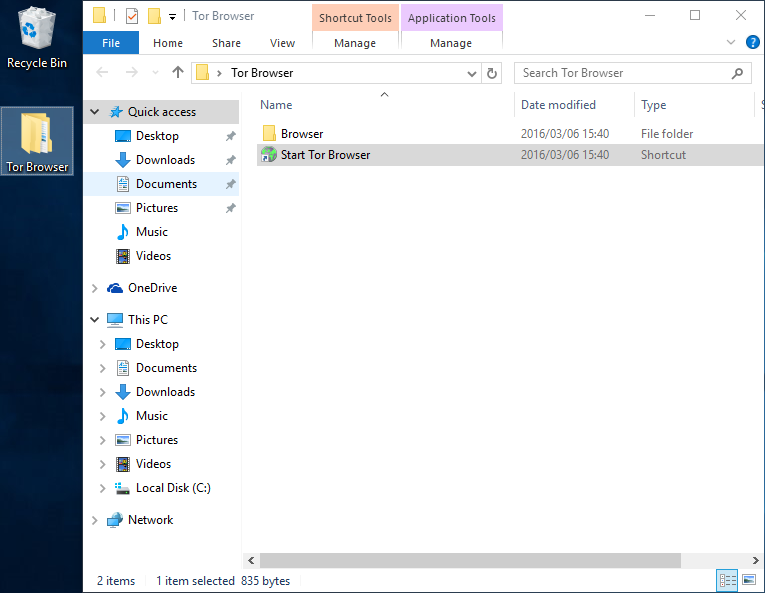 Recycle Bin
Tor Browser
Tor Browser
Shortcut Tools
Application Tools
File
Home
Share
View
Manage
Manage
Tor Browser
Search Tor Browser
Name
Date modified
Type
S
Browser
2016/03/06 15:40
File folder
Start Tor Browser
2016/03/06 15:40
Shortcut
Quick access
Desktop
Downloads
Documents
Pictures
Music
Videos
OneDrive
This PC
Desktop
Documents
Downloads
Music
Pictures
Videos
Local Disk (C:)
Network
2 items
1 item selected 835 bytes